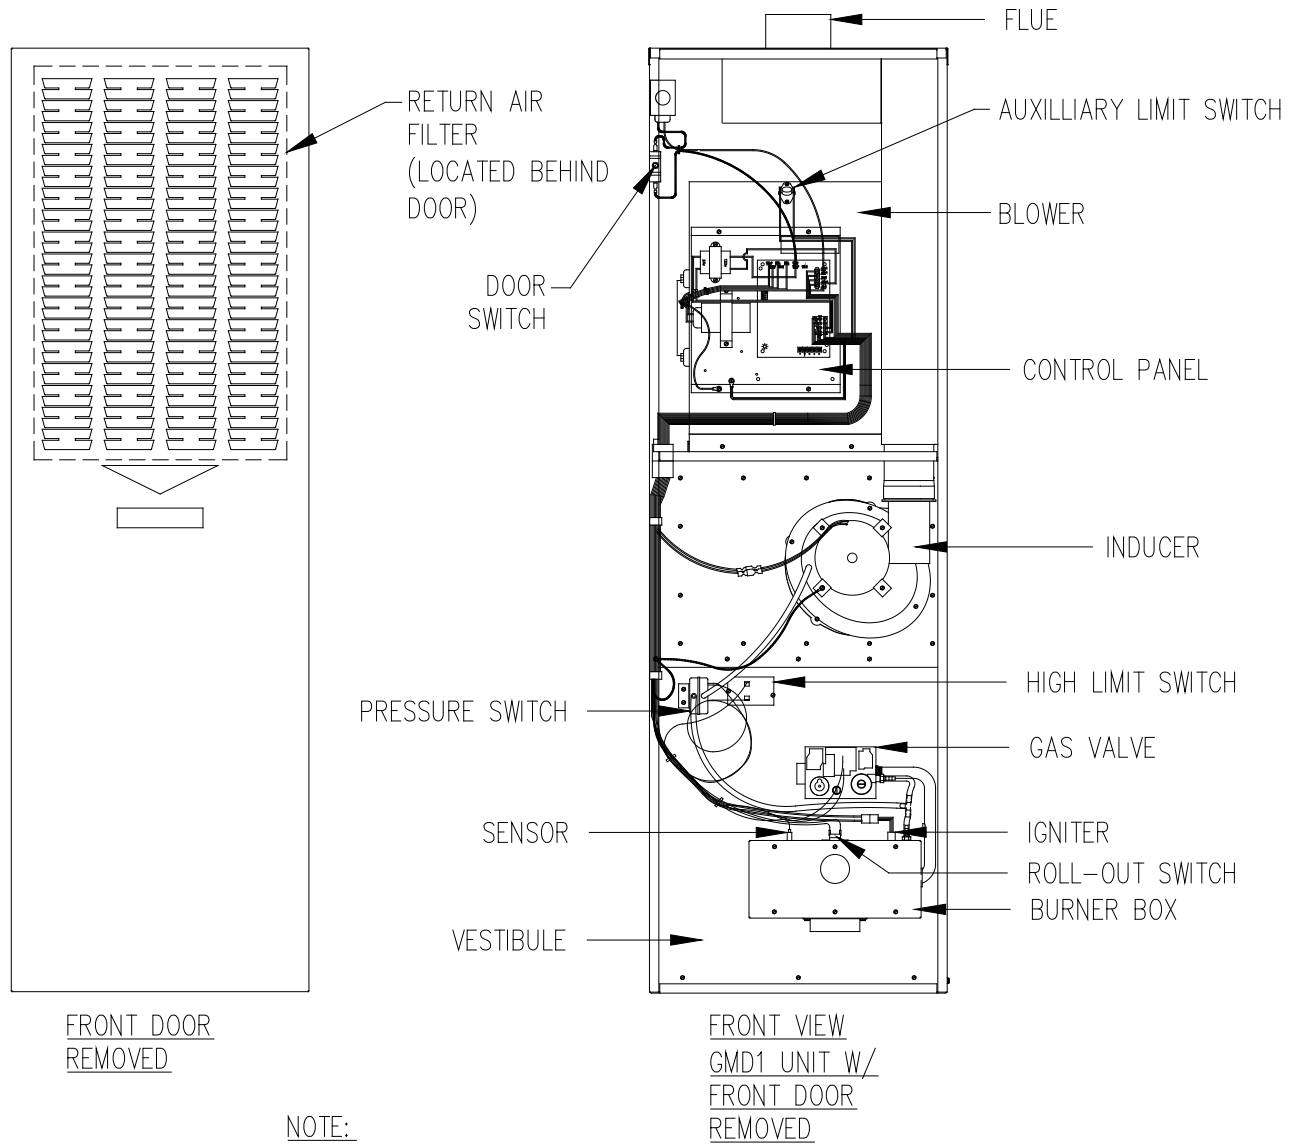 FLUE
RETURN AIR
FILTER
(LOCATED BEHIND
DOOR)
AUXILLIARY LIMIT SWITCH
BLOWER
DOOR
SWITCH
CONTROL PANEL
INDUCER
HIGH LIMIT SWITCH
PRESSURE SWITCH
GAS VALVE
SENSOR
IGNITER
ROLL-OUT SWITCH
BURNER BOX
VESTIBULE
FRONT DOOR
REMOVED
FRONT VIEW
GMD1 UNIT W/
FRONT DOOR
REMOVED
NOTE: